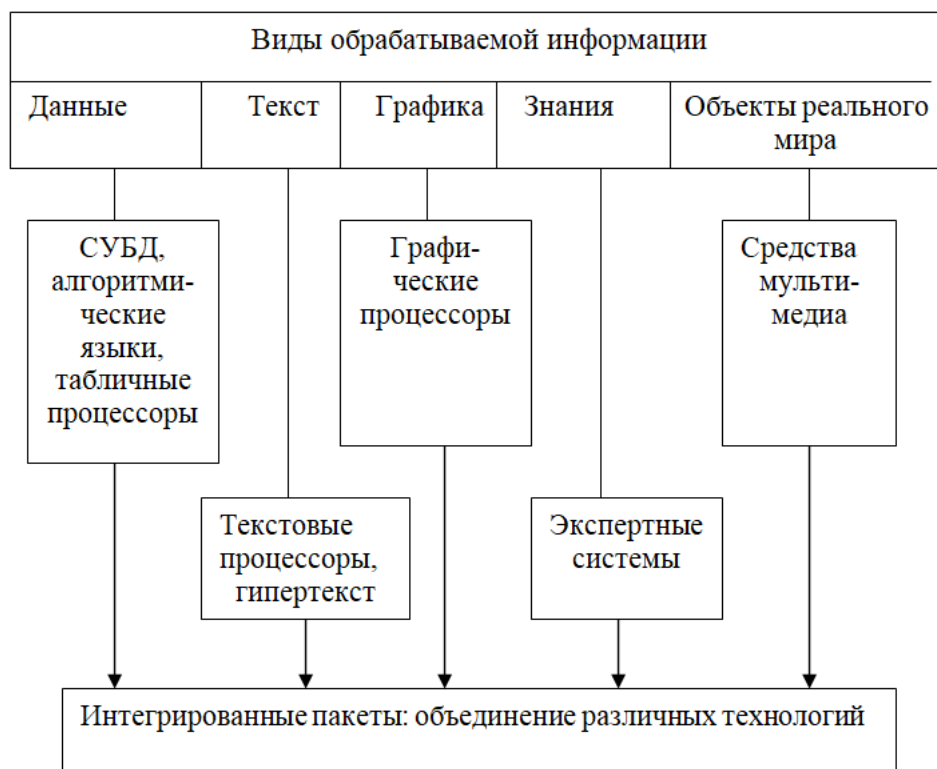 Виды обрабатываемой информации
Данные
Текст
Графика
Знания
Объекты реального
мира
СУБД,
алгоритми-
ческие
языки,
табличные
процессоры
Графи-
ческие
процессоры
Средства
мульти-
медиа
Текстовые
процессоры,
гипертекст
Экспертные
системы
Интегрированные пакеты: объединение различных технологий